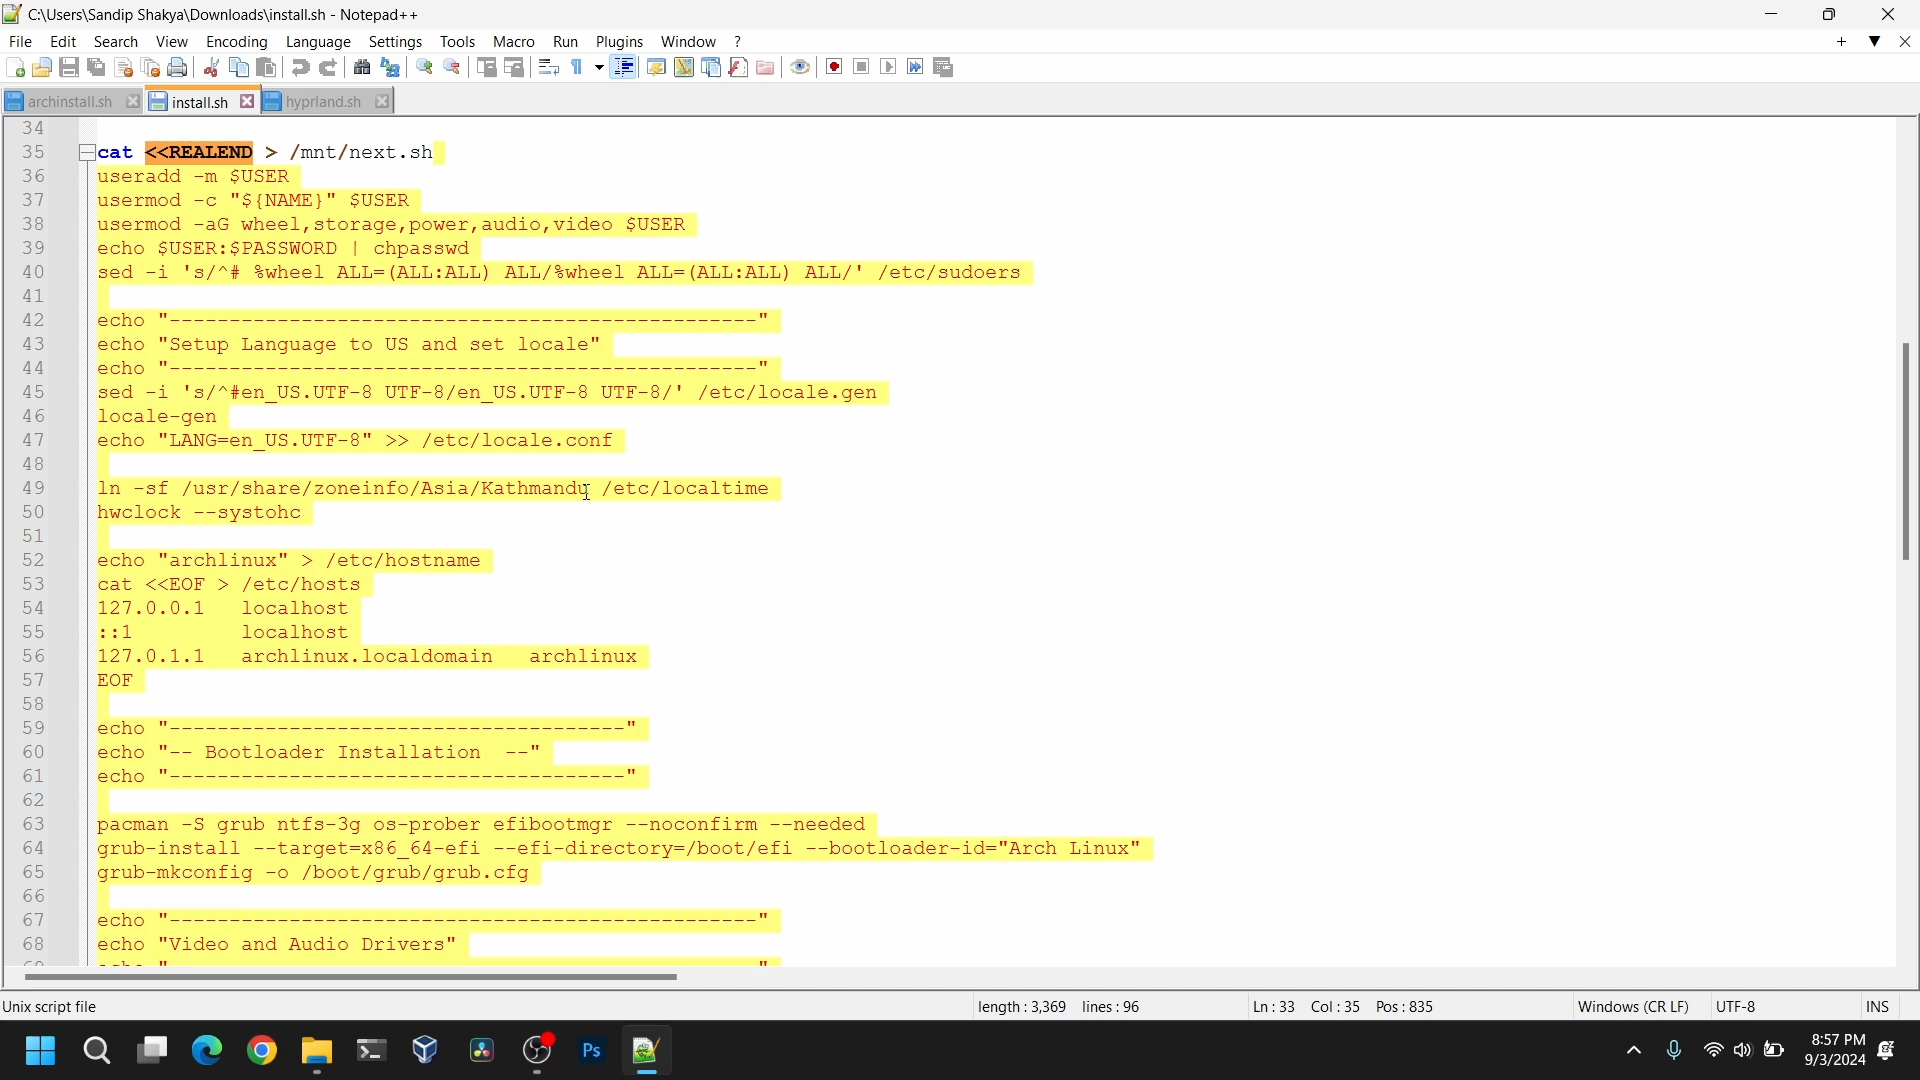 C:\Users\Sandip Shakya\Downloads\install.sh - Notepad++
File Edit Search View Encoding Language Settings Tools Macro Run Plugins Window ?
archinstall.sh install.sh hyprland.sh
34
35 cat <<REALEND > /mnt/next.sh
36 useradd -m $USER
37 usermod -c "${NAME}" $USER
38 usermod -aG wheel,storage,power,audio,video $USER
39 echo $USER:$PASSWORD | chpasswd
40 sed -i 's/^# %wheel ALL=(ALL:ALL) ALL/%wheel ALL=(ALL:ALL) ALL/' /etc/sudoers
41
42 echo "-------------------------------------------------"
43 echo "Setup Language to US and set locale"
44 echo "-------------------------------------------------"
45 sed -i 's/^#en_US.UTF-8 UTF-8/en_US.UTF-8 UTF-8/' /etc/locale.gen
46 locale-gen
47 echo "LANG=en_US.UTF-8" >> /etc/locale.conf
48
49 ln -sf /usr/share/zoneinfo/Asia/Kathmandu /etc/localtime
50 hwclock --systohc
51
52 echo "archlinux" > /etc/hostname
53 cat <<EOF > /etc/hosts
54 127.0.0.1   localhost
55 ::1         localhost
56 127.0.1.1   archlinux.localdomain   archlinux
57 EOF
58
59 echo "--------------------------------------"
60 echo "-- Bootloader Installation  --"
61 echo "--------------------------------------"
62
63 pacman -S grub ntfs-3g os-prober efibootmgr --noconfirm --needed
64 grub-install --target=x86_64-efi --efi-directory=/boot/efi --bootloader-id="Arch Linux"
65 grub-mkconfig -o /boot/grub/grub.cfg
66
67 echo "-------------------------------------------------"
68 echo "Video and Audio Drivers"
Unix script file length : 3,369 lines : 96 Ln : 33 Col : 35 Pos : 835 Windows (CR LF) UTF-8 INS
Ps
8:57 PM
9/3/2024